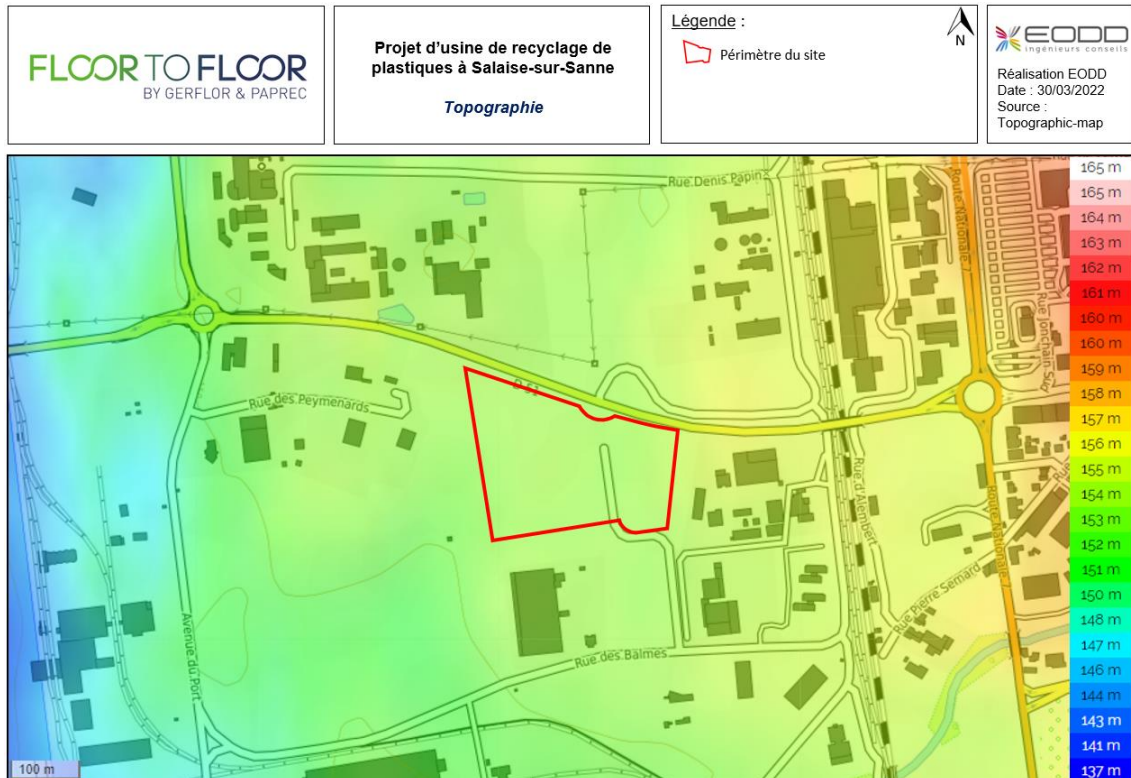 FLOOR TO FLOOR
BY GERFLOR & PAPREC
Projet d'usine de recyclage de
plastiques à Salaise-sur-Sanne
Topographie
Légende :
Périmètre du site
N
EODD
ingénieurs conseils
Réalisation EODD
Date : 30/03/2022
Source :
Topographic-map
Rue Denis Papin
Route Nationale 7
Rue Jonchain Sud
D 51
Rue des Peymenards
Rue d'Alembert
Route Nationale 7
Rue Pierre Semard
Avenue du Port
Rue des Balmes
100 m
165 m
165 m
164 m
163 m
162 m
161 m
160 m
160 m
159 m
158 m
157 m
156 m
155 m
154 m
153 m
152 m
151 m
150 m
148 m
147 m
146 m
144 m
143 m
141 m
137 m